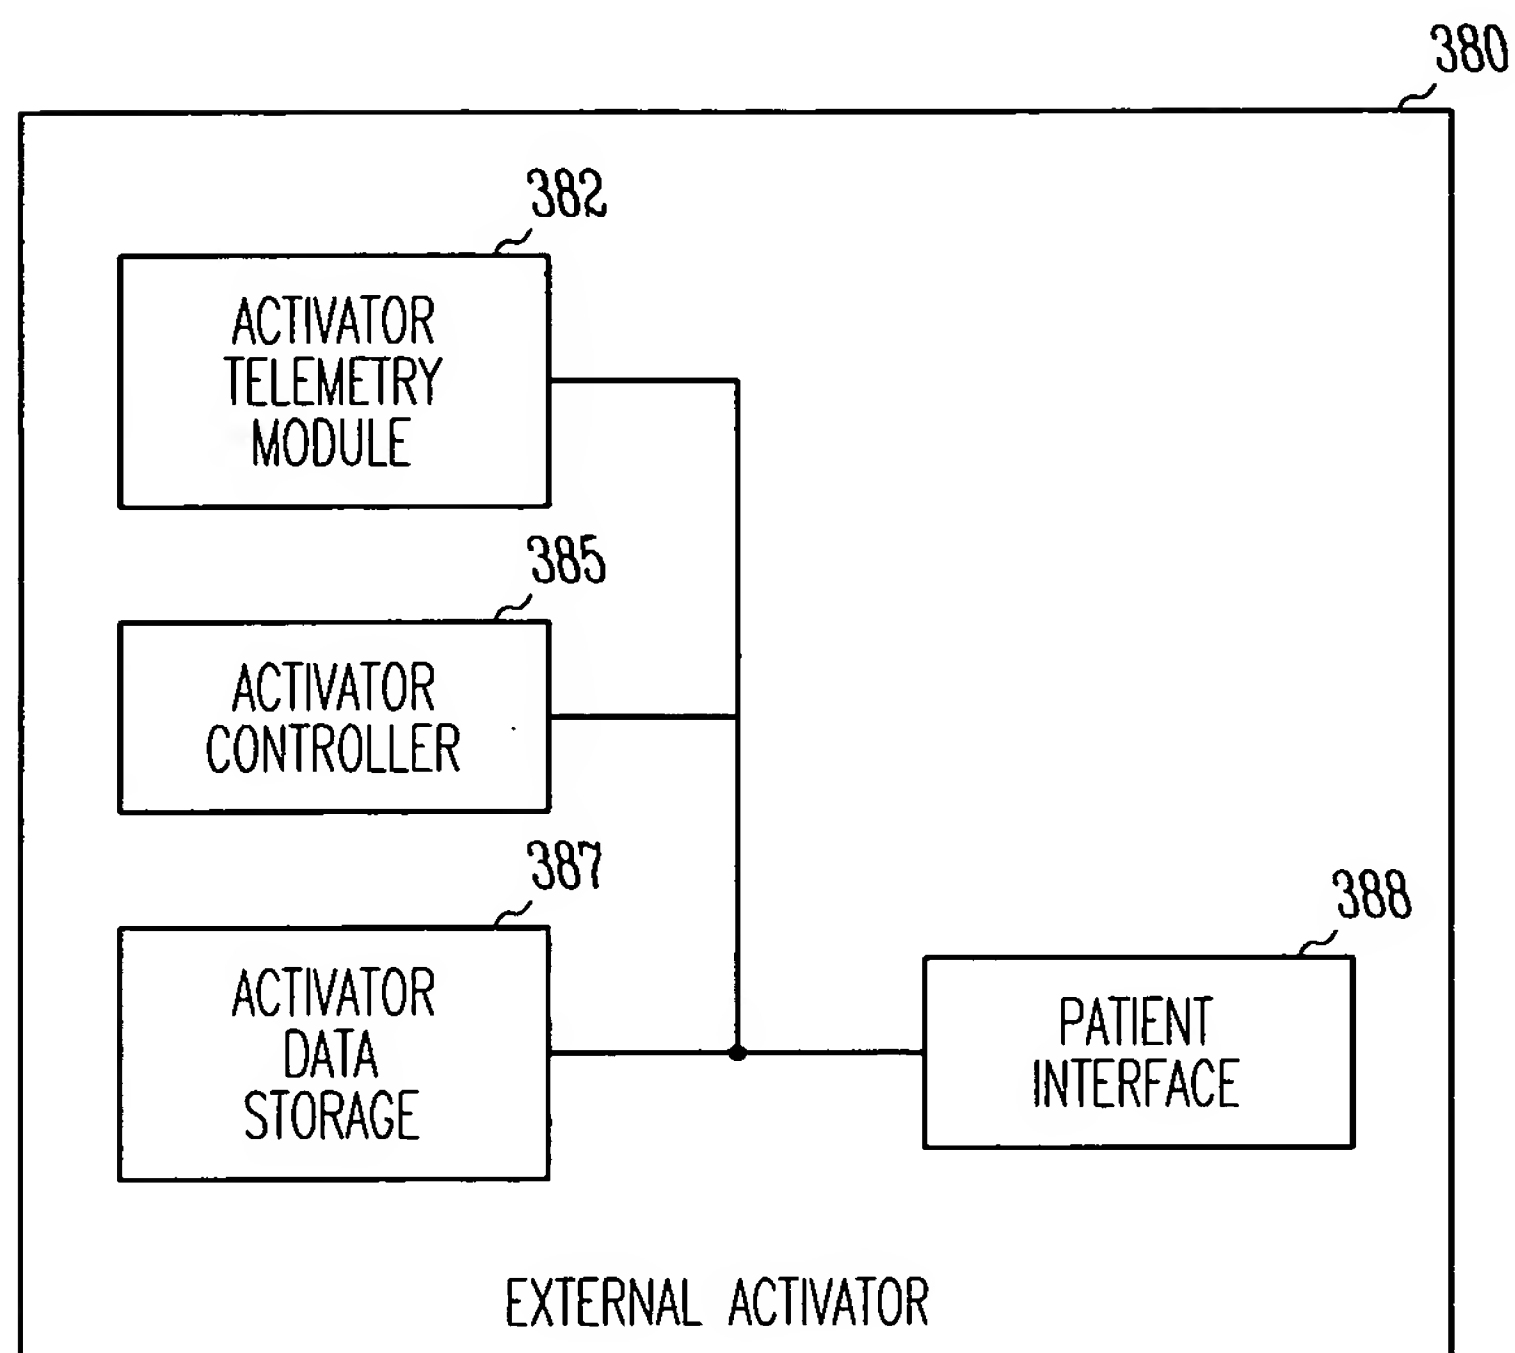 380
382
ACTIVATOR
TELEMETRY
MODULE
385
ACTIVATOR
CONTROLLER
387
ACTIVATOR
DATA
STORAGE
388
PATIENT
INTERFACE
EXTERNAL ACTIVATOR